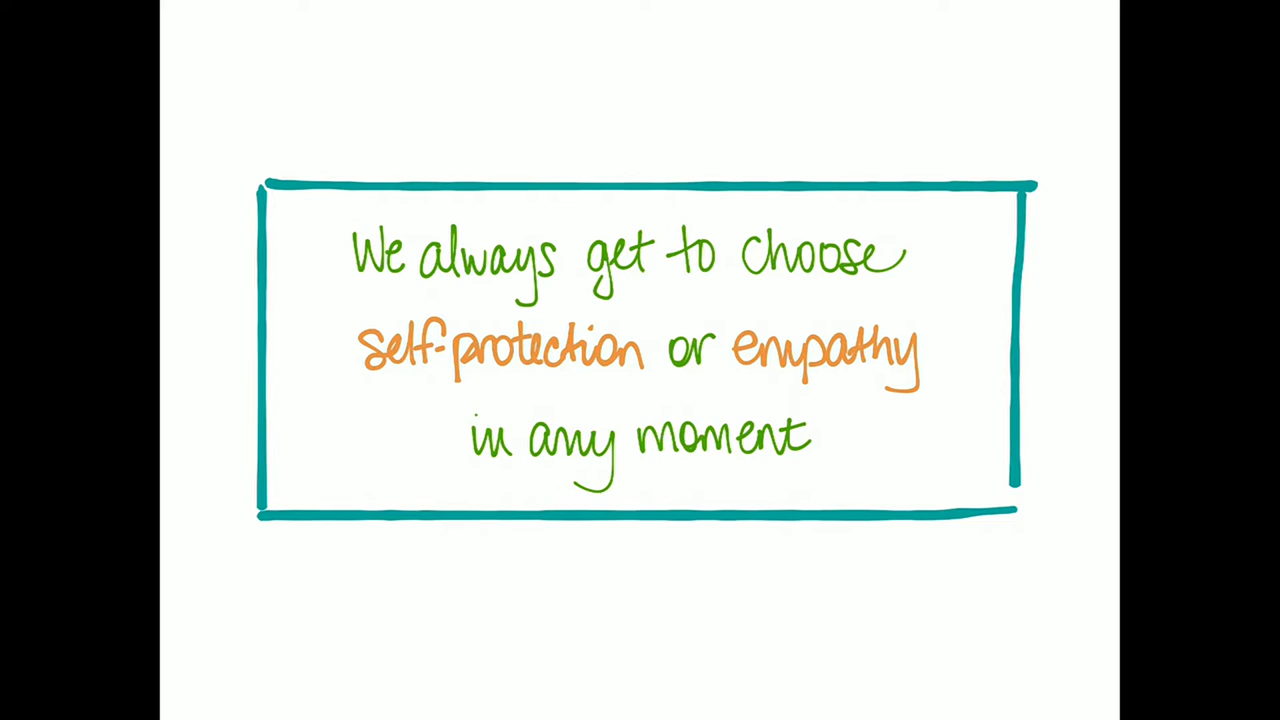 We always get to choose
self-protection or empathy
in any moment